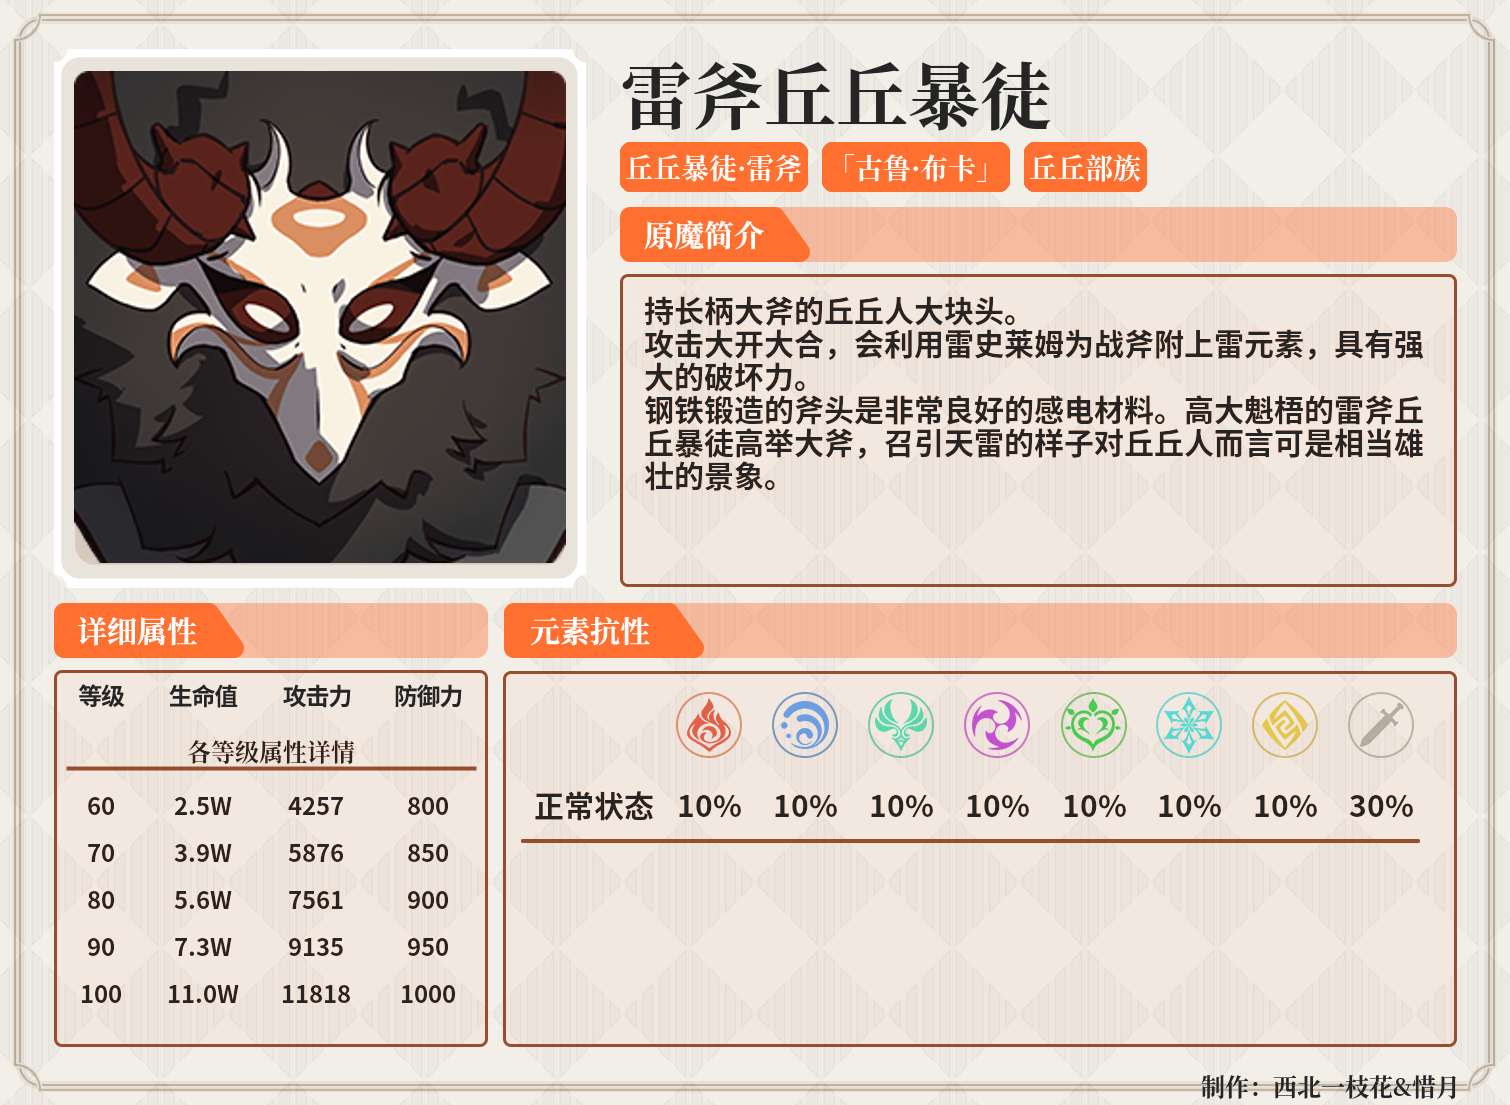 雷斧丘丘暴徒
丘丘暴徒·雷斧 「古鲁·布卡」 丘丘部族
原魔简介
持长柄大斧的丘丘人大块头。
攻击大开大合，会利用雷史莱姆为战斧附上雷元素，具有强
大的破坏力。
钢铁锻造的斧头是非常良好的感电材料。高大魁梧的雷斧丘
丘暴徒高举大斧，召引天雷的样子对丘丘人而言可是相当雄
壮的景象。
详细属性
等级 生命值 攻击力 防御力
各等级属性详情
60 2.5W 4257 800
70 3.9W 5876 850
80 5.6W 7561 900
90 7.3W 9135 950
100 11.0W 11818 1000
元素抗性
正常状态 10% 10% 10% 10% 10% 10% 10% 30%
制作：西北一枝花&惜月